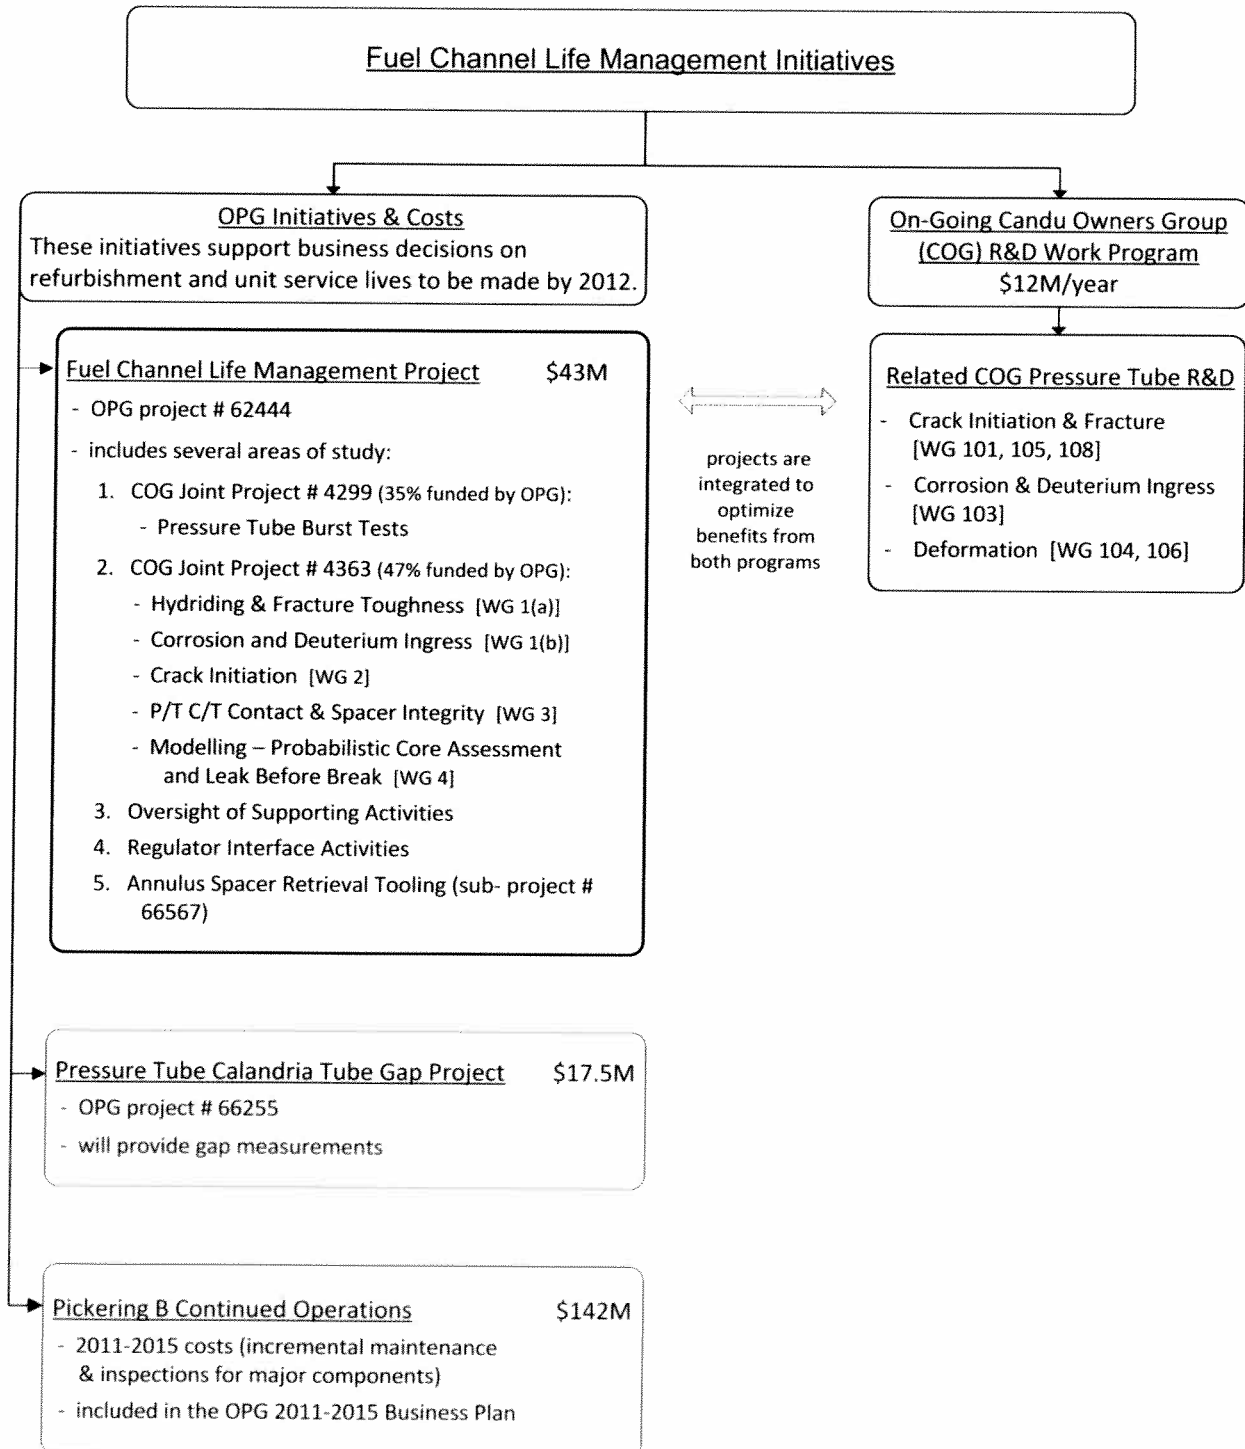 Fuel Channel Life Management Initiatives
OPG Initiatives & Costs
These initiatives support business decisions on
refurbishment and unit service lives to be made by 2012.
On-Going Candu Owners Group
(COG) R&D Work Program
$12M/year
Fuel Channel Life Management Project $43M
- OPG project # 62444
- includes several areas of study:
1. COG Joint Project # 4299 (35% funded by OPG):
- Pressure Tube Burst Tests
2. COG Joint Project # 4363 (47% funded by OPG):
- Hydriding & Fracture Toughness [WG 1(a)]
- Corrosion and Deuterium Ingress [WG 1(b)]
- Crack Initiation [WG 2]
- P/T C/T Contact & Spacer Integrity [WG 3]
- Modelling – Probabilistic Core Assessment
and Leak Before Break [WG 4]
3. Oversight of Supporting Activities
4. Regulator Interface Activities
5. Annulus Spacer Retrieval Tooling (sub- project #
66567)
projects are
integrated to
optimize
benefits from
both programs
Related COG Pressure Tube R&D
- Crack Initiation & Fracture
[WG 101, 105, 108]
- Corrosion & Deuterium Ingress
[WG 103]
- Deformation [WG 104, 106]
Pressure Tube Calandria Tube Gap Project $17.5M
- OPG project # 66255
- will provide gap measurements
Pickering B Continued Operations $142M
- 2011-2015 costs (incremental maintenance
& inspections for major components)
- included in the OPG 2011-2015 Business Plan